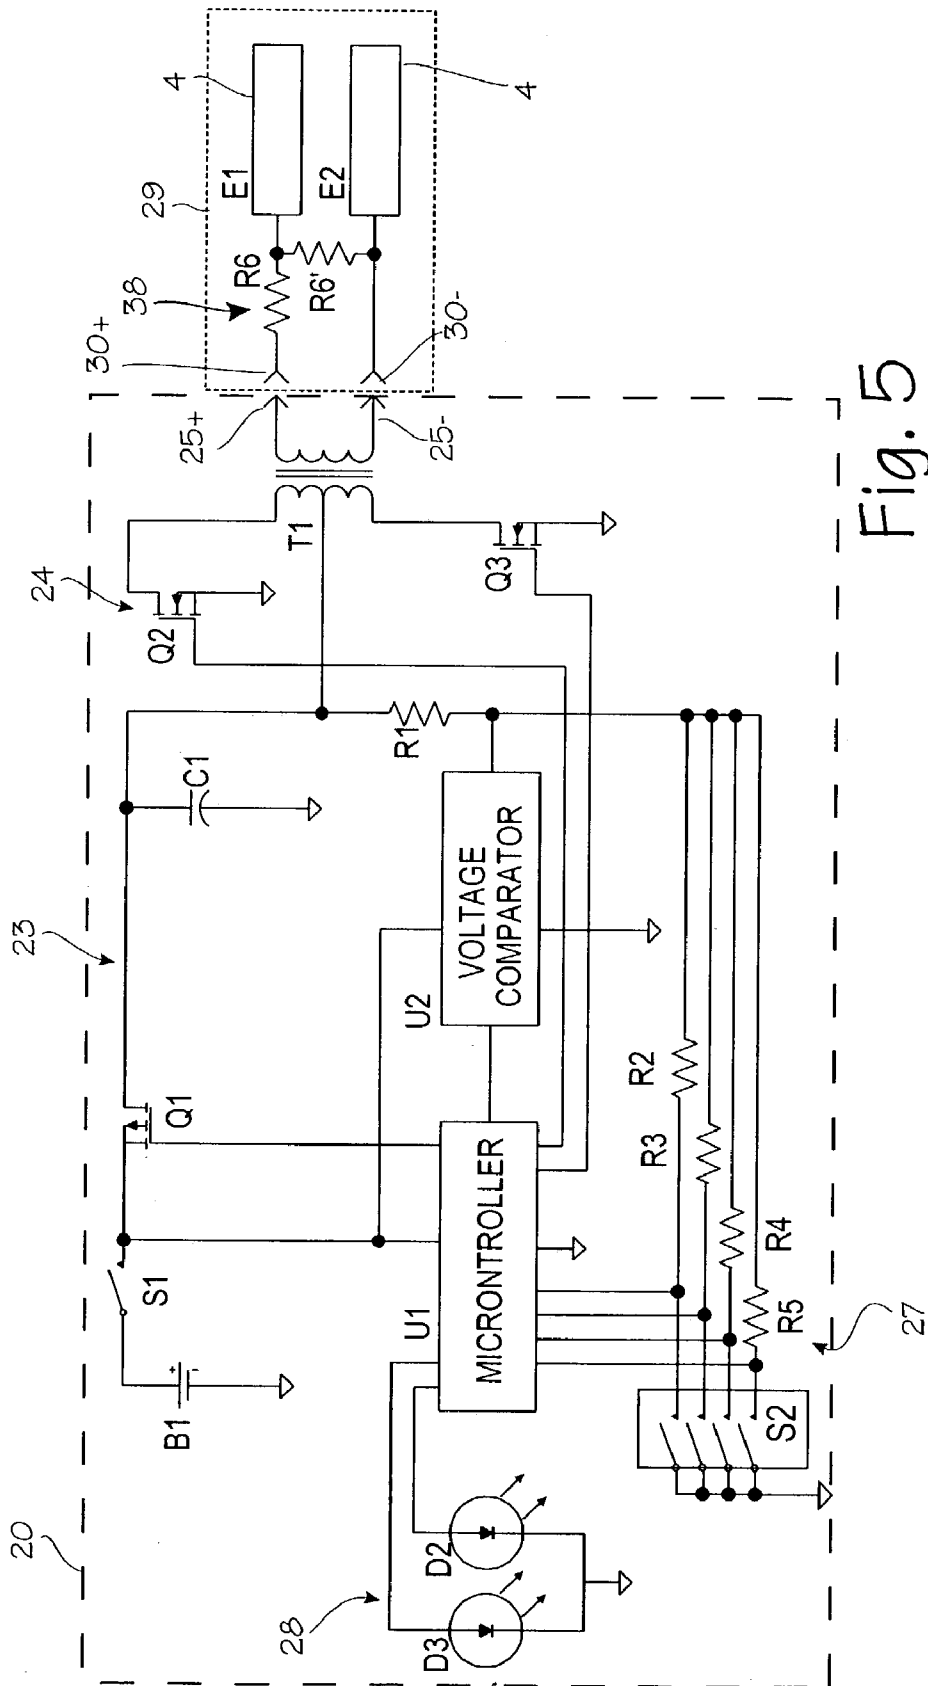 20
23
24
30+
38
29
4
4
E1
E2
R6
R6'
30-
25+
25-
T1
Q2
Q3
C1
R1
Q1
S1
B1
U2
VOLTAGE
COMPARATOR
U1
MICRONTROLLER
R2
R3
R4
R5
S2
27
28
D2
D3
+
-
Fig. 5